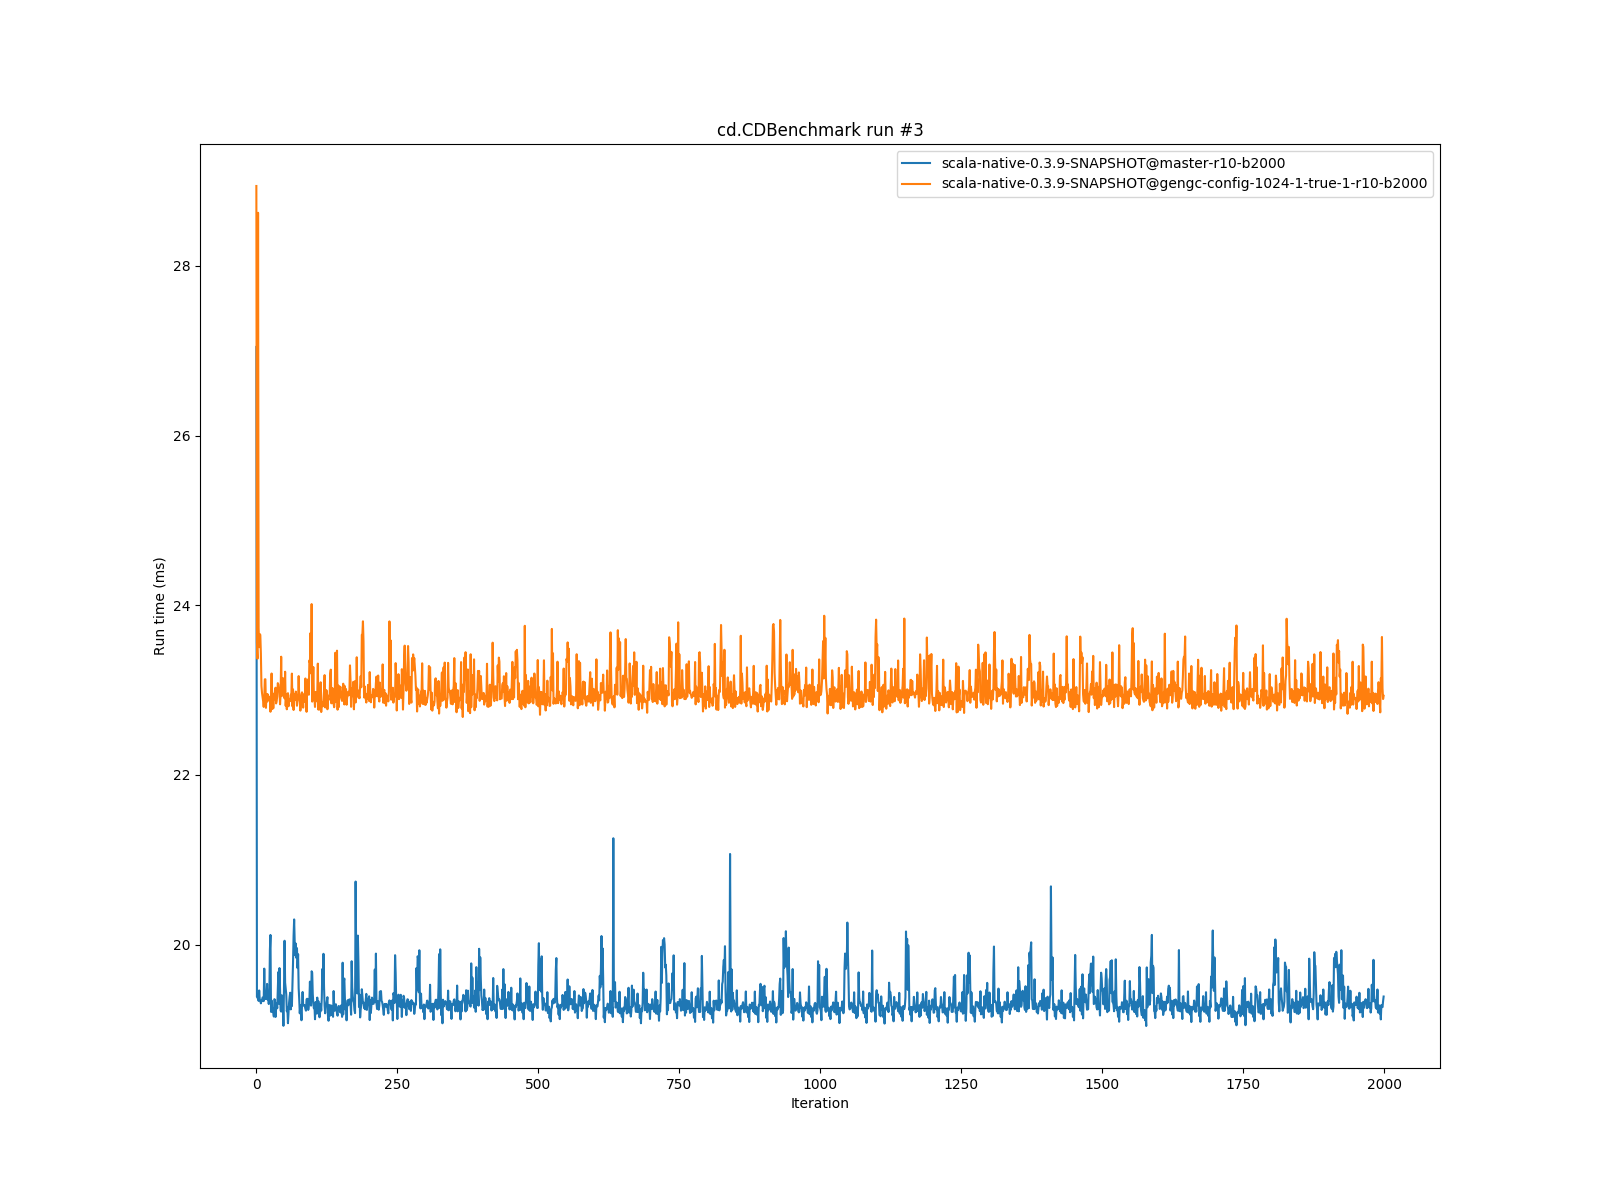 cd.CDBenchmark run #3
scala-native-0.3.9-SNAPSHOT@master-r10-b2000
scala-native-0.3.9-SNAPSHOT@gengc-config-1024-1-true-1-r10-b2000
28
26
24
22
20
Run time (ms)
0 250 500 750 1000 1250 1500 1750 2000
Iteration